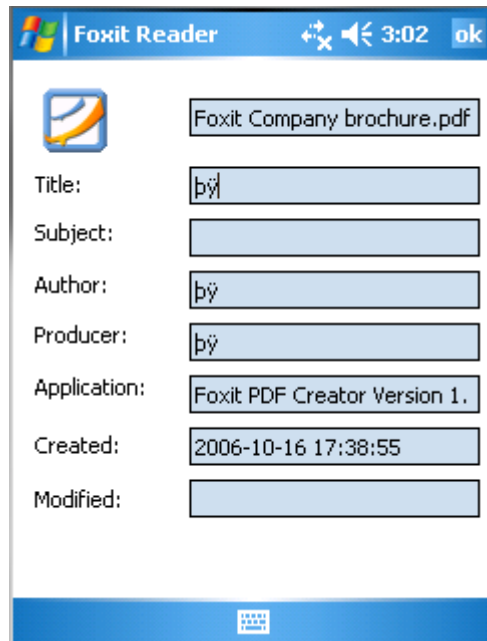 Foxit Reader 3:02 ok
Foxit Company brochure.pdf
Title: þÿ
Subject:
Author: þÿ
Producer: þÿ
Application: Foxit PDF Creator Version 1.
Created: 2006-10-16 17:38:55
Modified: